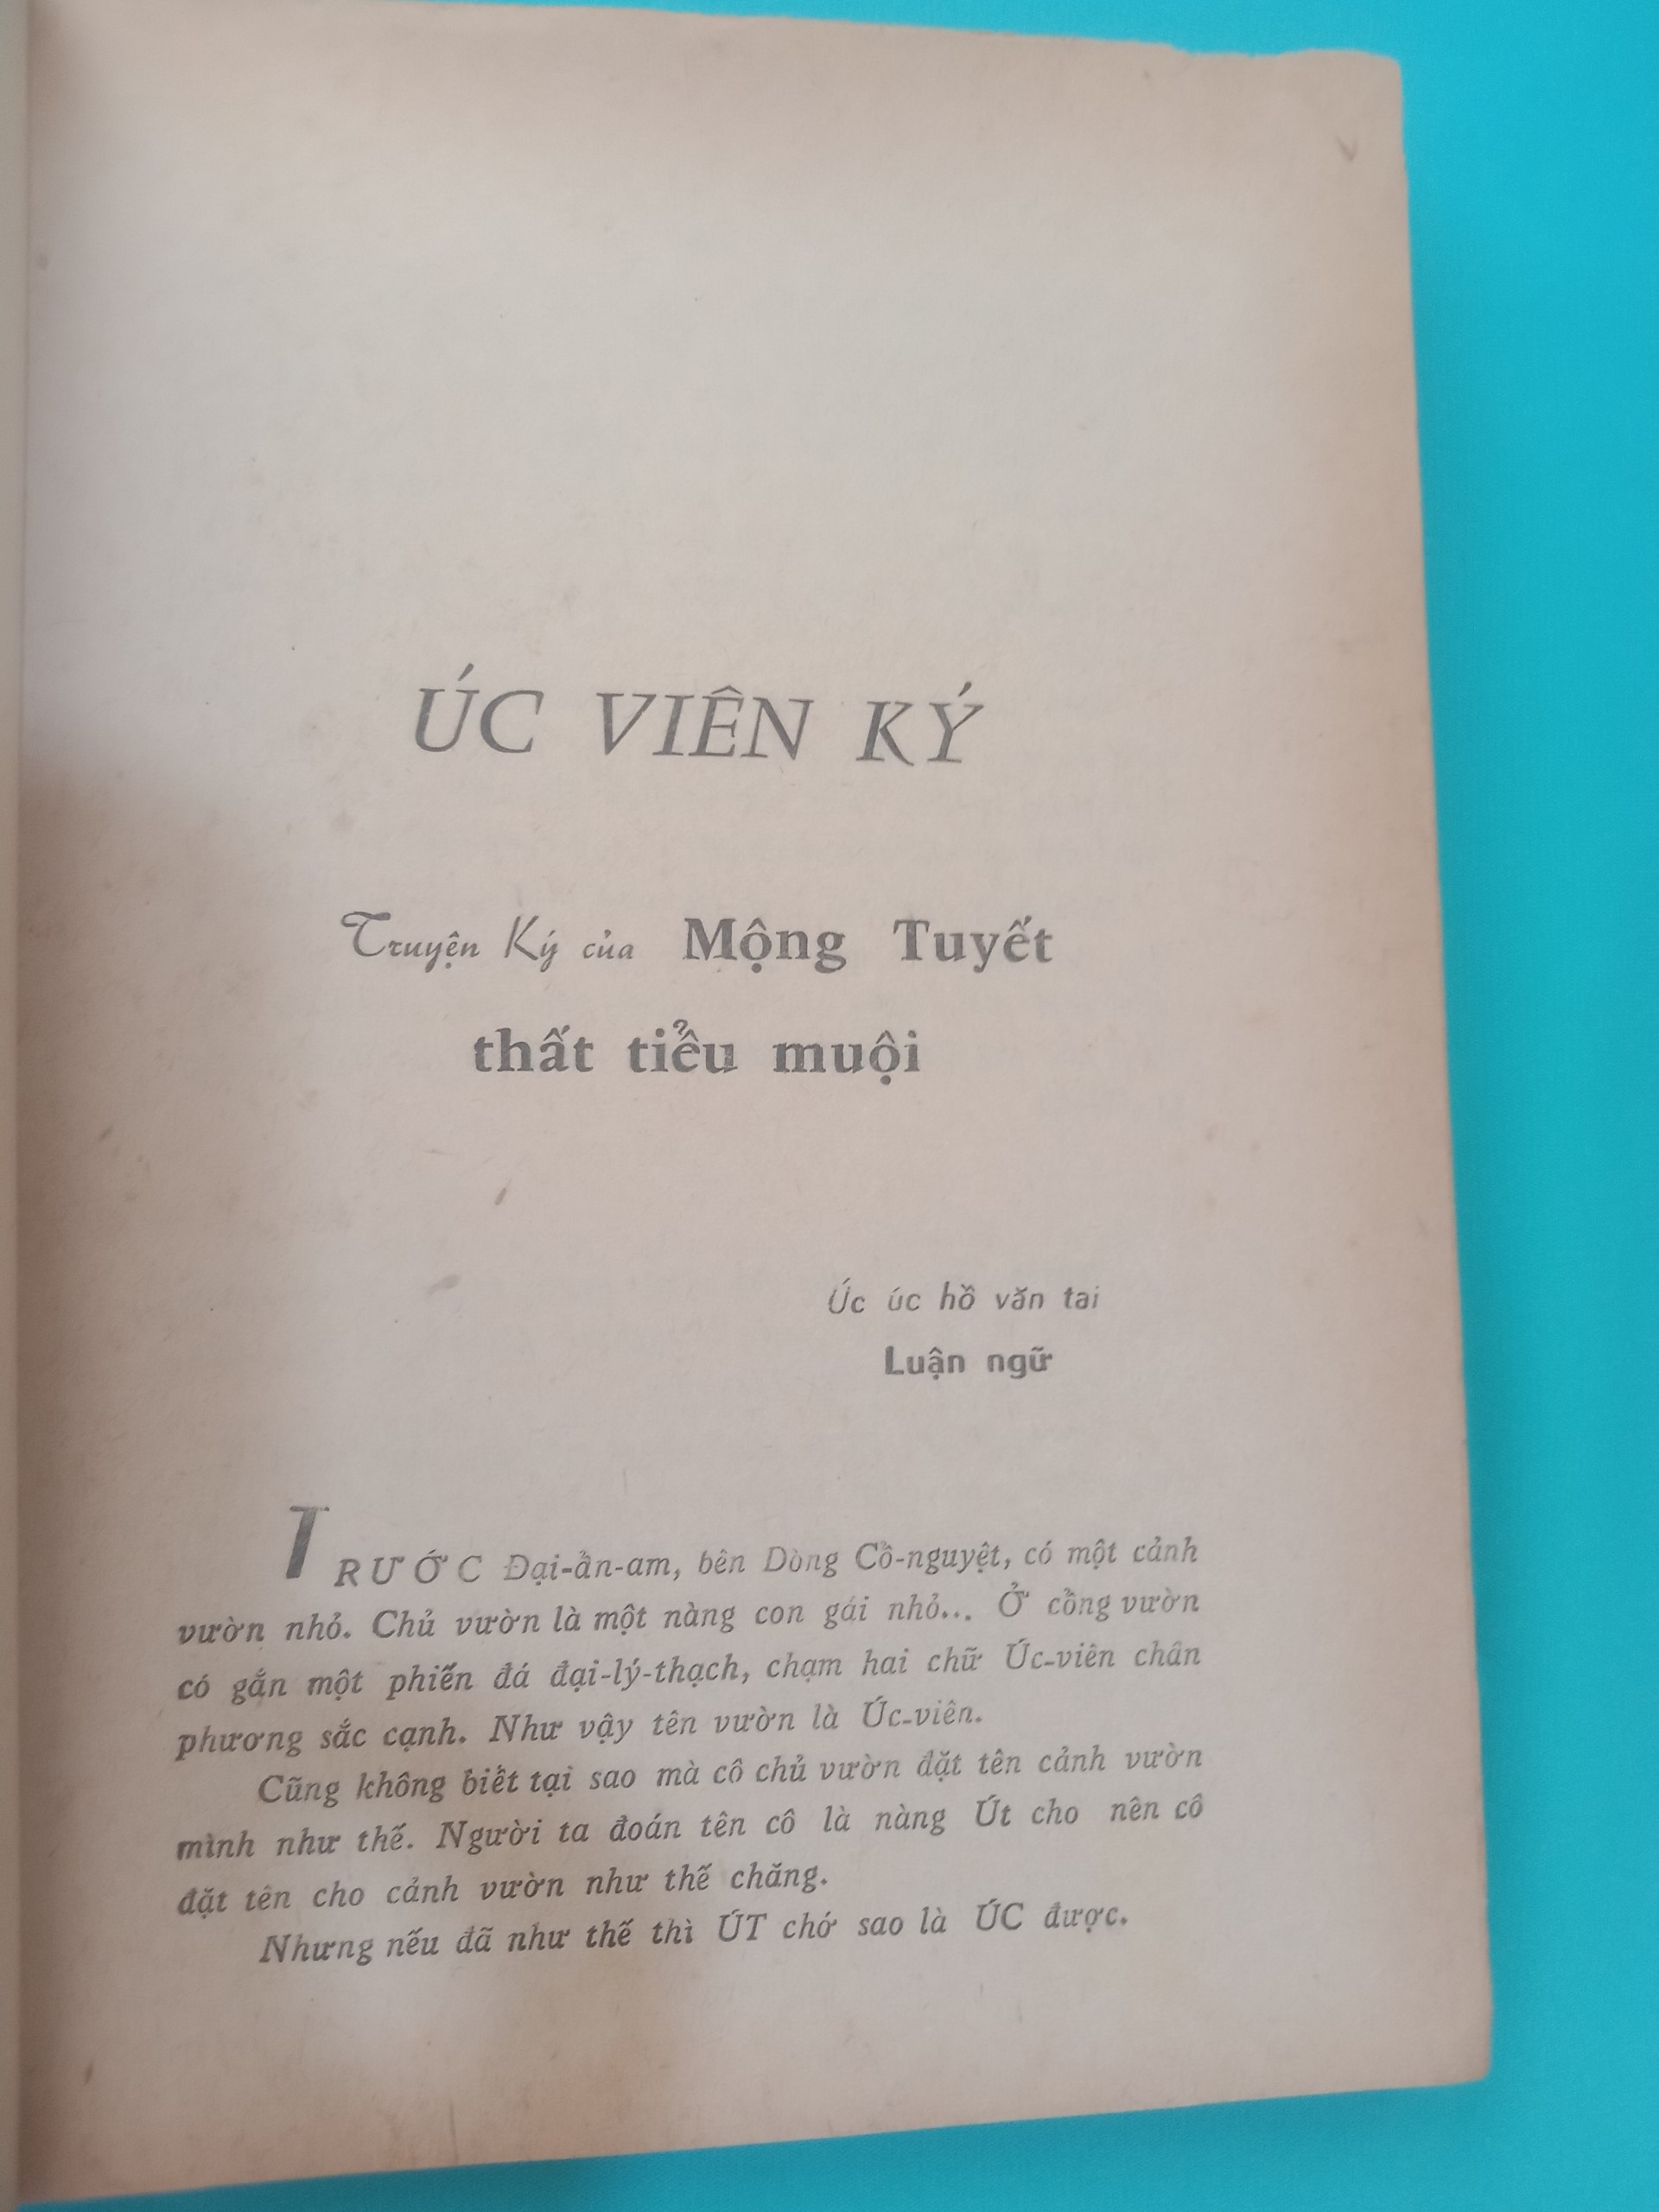 ÚC VIÊN KÝ
Truyện Ký của Mộng Tuyết
thất tiểu muội
Úc úc hồ văn tai
Luận ngữ
TRƯỚC Đại-ẩn-am, bên Dòng Cổ-nguyệt, có một cảnh
vườn nhỏ. Chủ vườn là một nàng con gái nhỏ... Ở cổng vườn
có gắn một phiến đá đại-lý-thạch, chạm hai chữ Úc-viên chân
phương sắc cạnh. Như vậy tên vườn là Úc-viên.
Cũng không biết tại sao mà cô chủ vườn đặt tên cảnh vườn
mình như thế. Người ta đoán tên cô là nàng Út cho nên cô
đặt tên cho cảnh vườn như thế chăng.
Nhưng nếu đã như thế thì ÚT chớ sao là ÚC được.